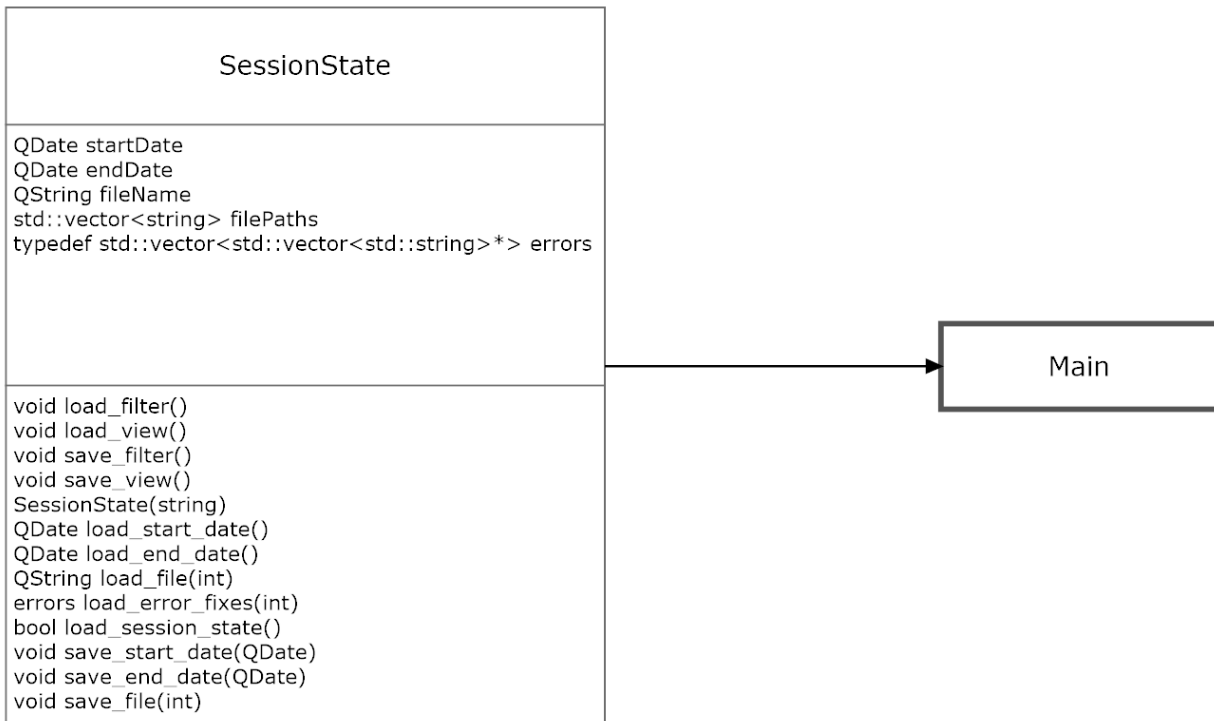 SessionState
QDate startDate
QDate endDate
QString fileName
std::vector<string> filePaths
typedef std::vector<std::vector<std::string>*> errors
void load_filter()
void load_view()
void save_filter()
void save_view()
SessionState(string)
QDate load_start_date()
QDate load_end_date()
QString load_file(int)
errors load_error_fixes(int)
bool load_session_state()
void save_start_date(QDate)
void save_end_date(QDate)
void save_file(int)
Main